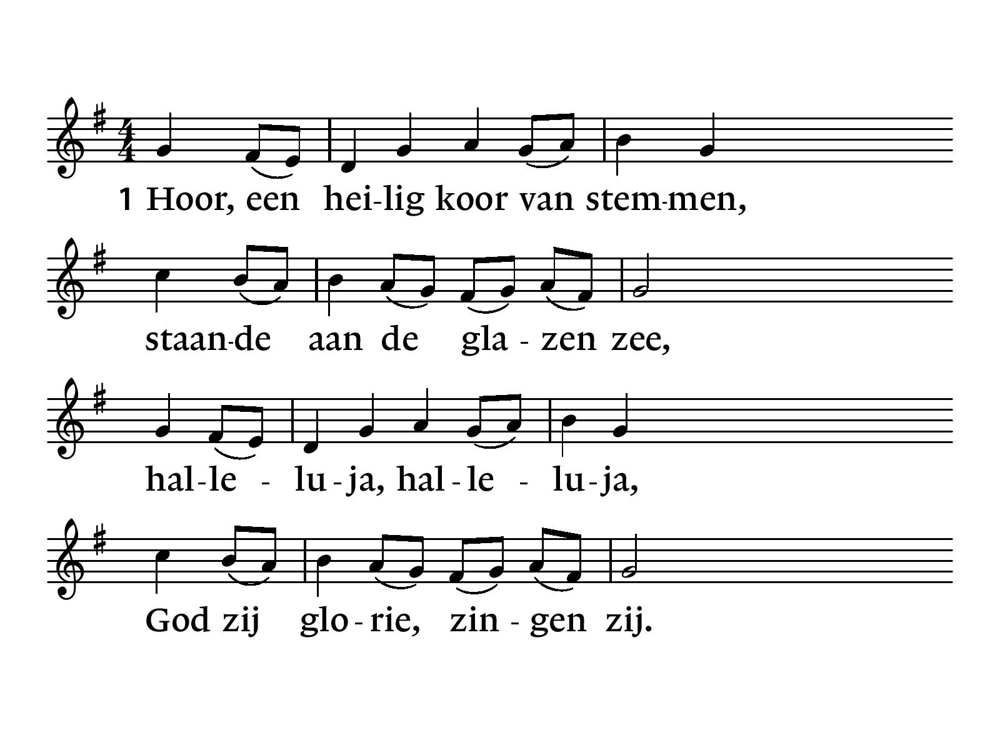 1 Hoor, een hei-lig koor van stem-men,
staan-de aan de gla - zen zee,
hal-le - lu-ja, hal-le - lu-ja,
God zij glo-rie, zin - gen zij.